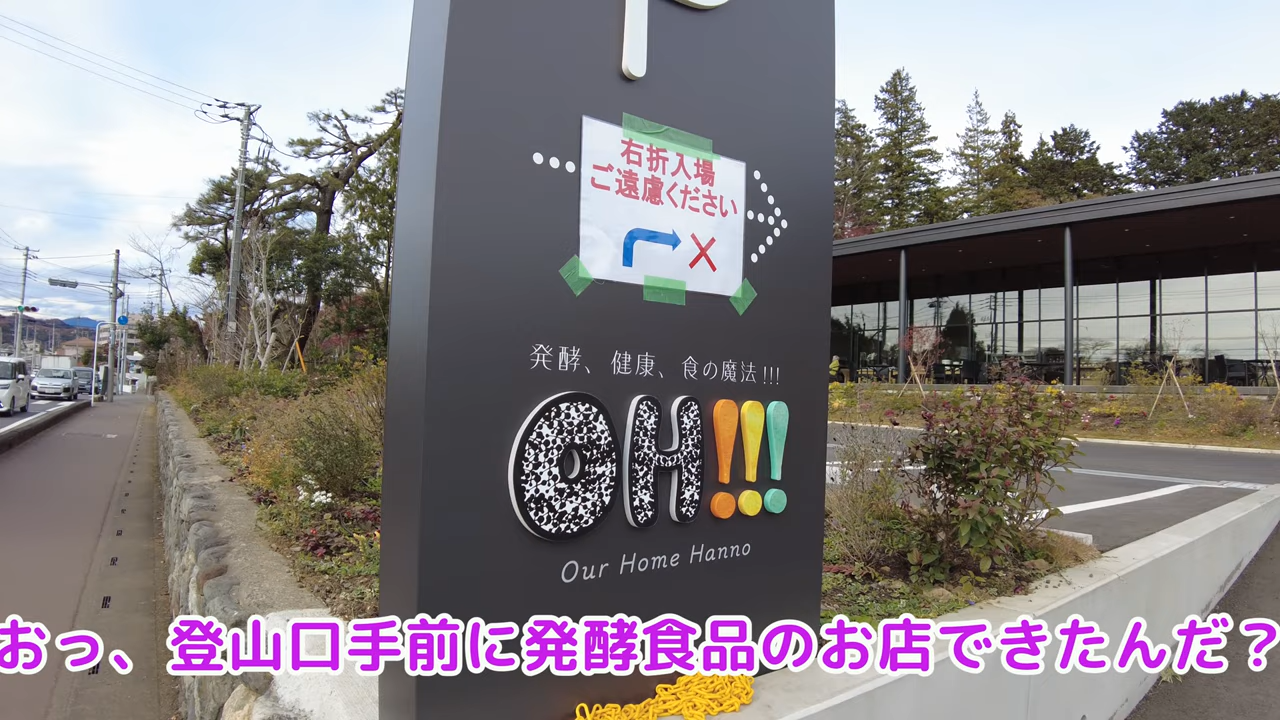 P
右折入場
ご遠慮ください
発酵、健康、食の魔法!!!
OH!!!
Our Home Hanno
おっ、登山口手前に発酵食品のお店できたんだ？